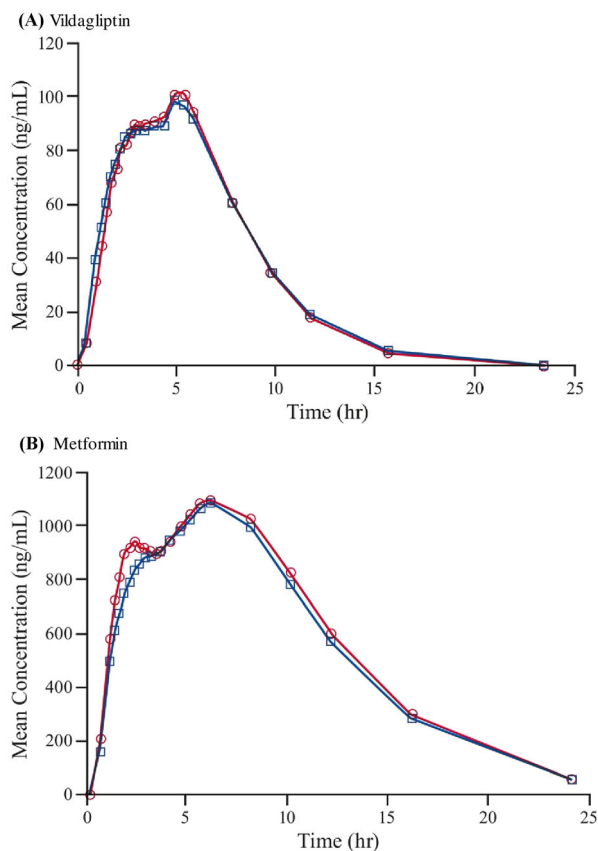 (A) Vildagliptin
120
100
80
60
40
20
0
Mean Concentration (ng/mL)
0 5 10 15 20 25
Time (hr)
(B) Metformin
1200
1000
800
600
400
200
0
Mean Concentration (ng/mL)
0 5 10 15 20 25
Time (hr)